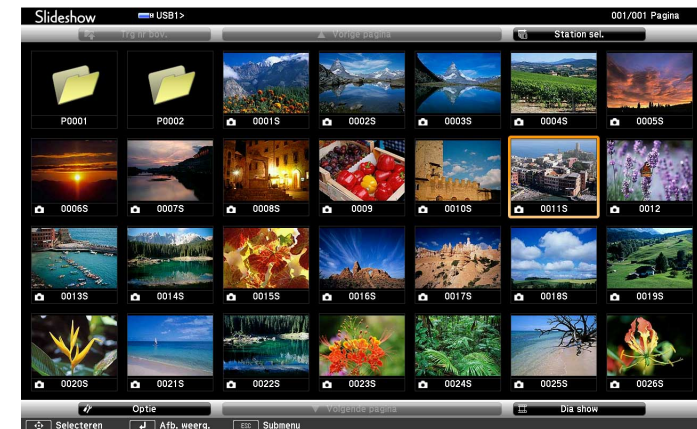 Slideshow USB1> 001/001 Pagina
Trg nr bov. Vorige pagina Station sel.
P0001 P0002 0001S 0002S 0003S 0004S 0005S
0006S 0007S 0008S 0009 0010S 0011S 0012
0013S 0014S 0015S 0016S 0017S 0018S 0019S
0020S 0021S 0022S 0023S 0024S 0025S 0026S
Optie Volgende pagina Dia show
Selecteren Afb. weerg. ESC Submenu